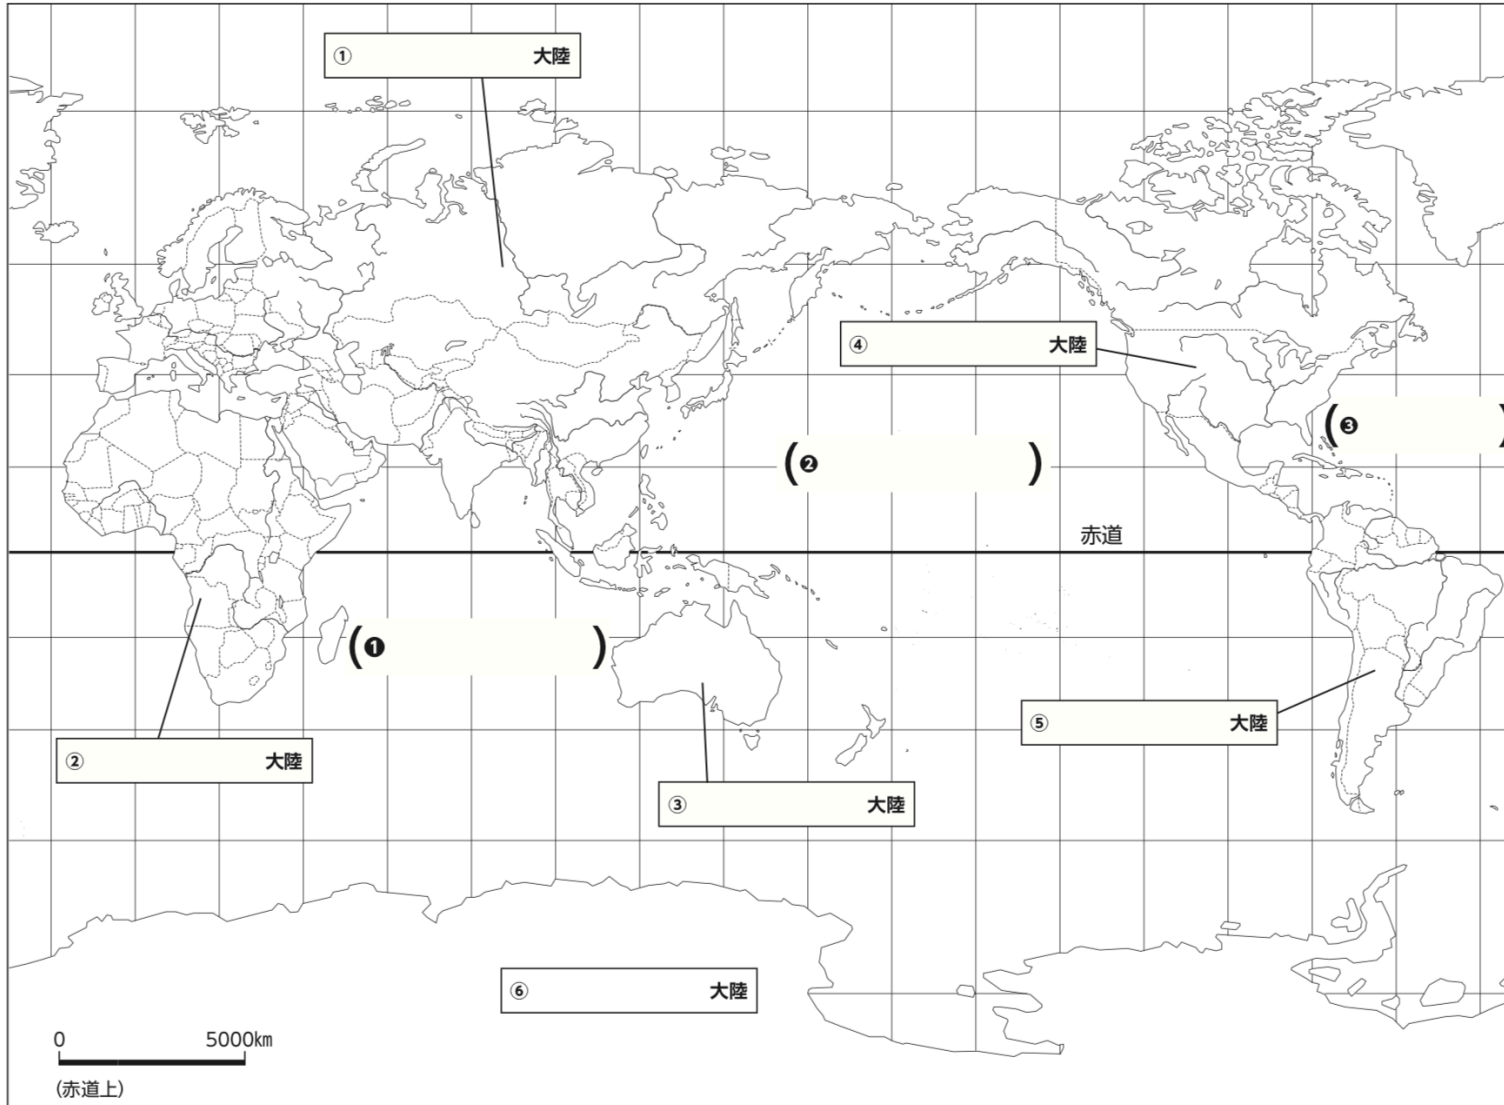 ① 大陸
④ 大陸
(❸ )
(❷ )
赤道
(❶ )
⑤ 大陸
② 大陸
③ 大陸
⑥ 大陸
0 5000km
(赤道上)